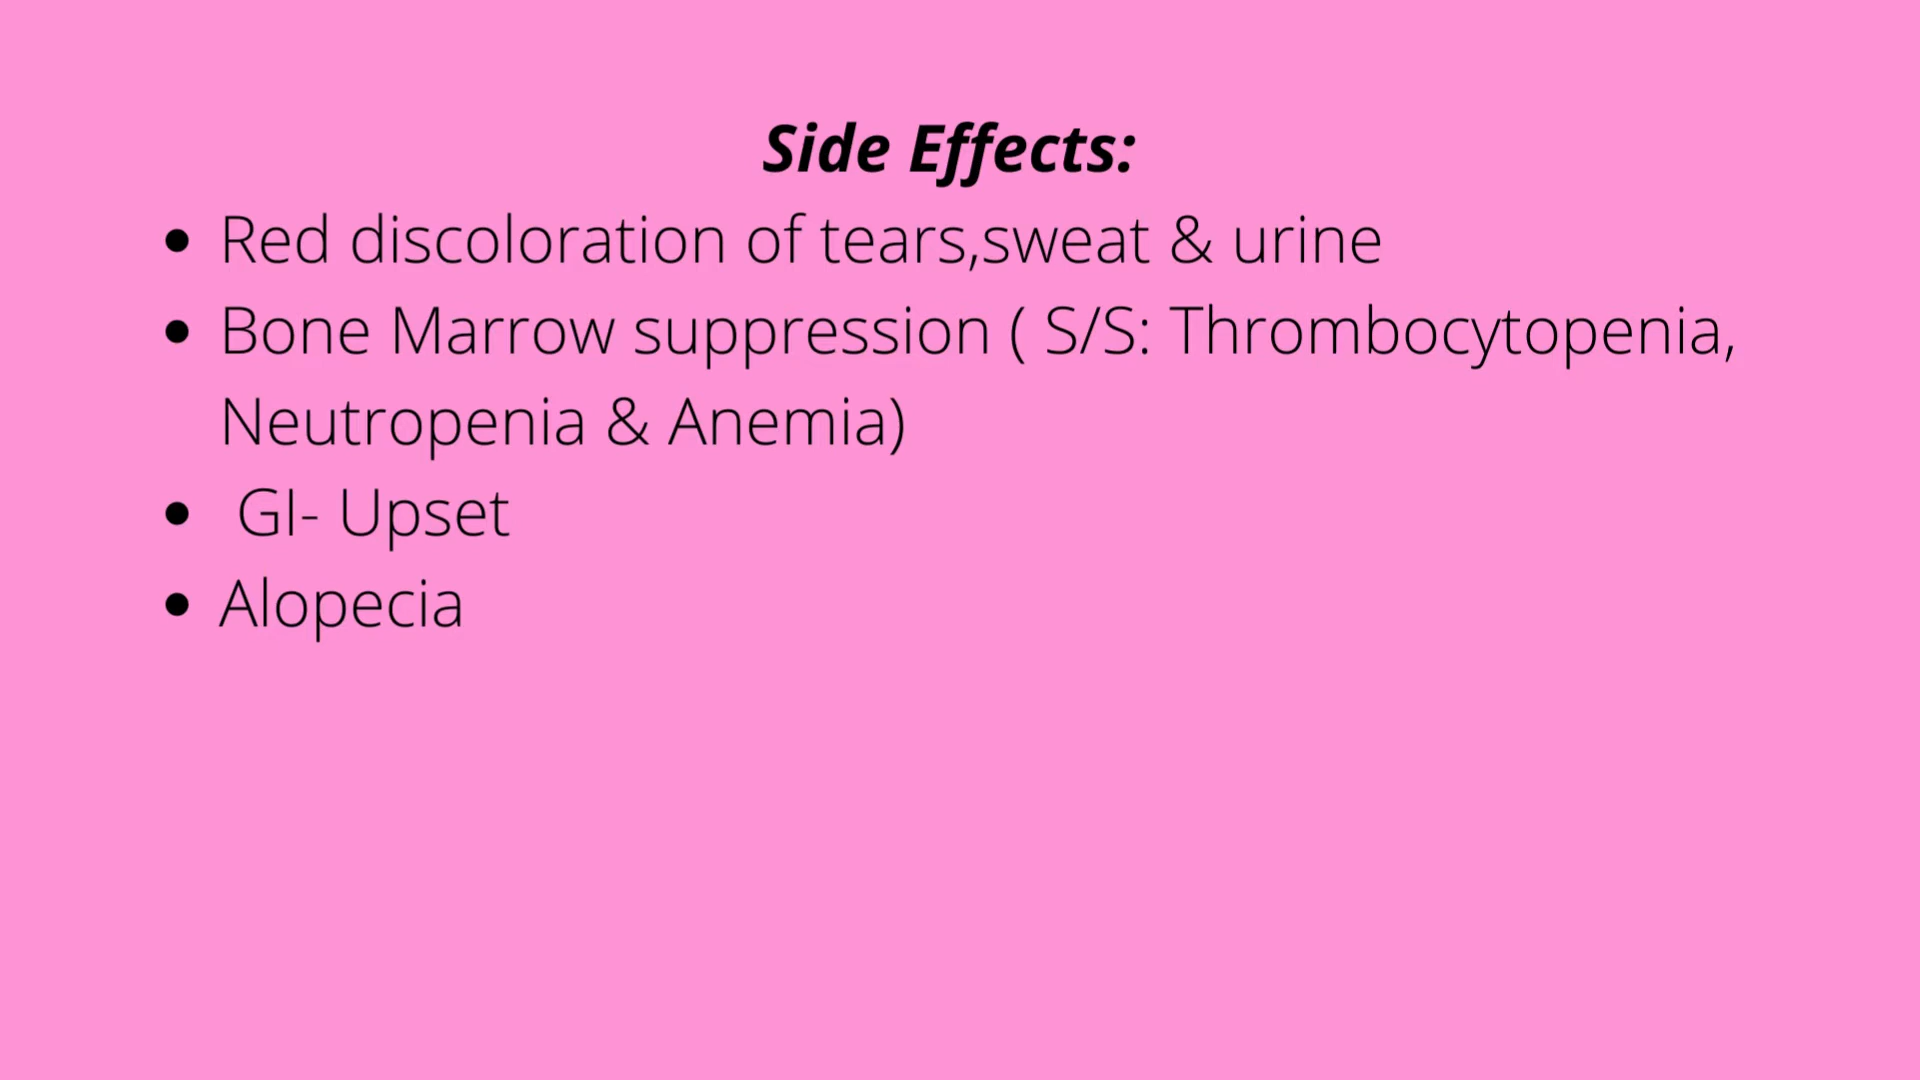 Side Effects:
• Red discoloration of tears,sweat & urine
• Bone Marrow suppression ( S/S: Thrombocytopenia,
Neutropenia & Anemia)
• GI- Upset
• Alopecia